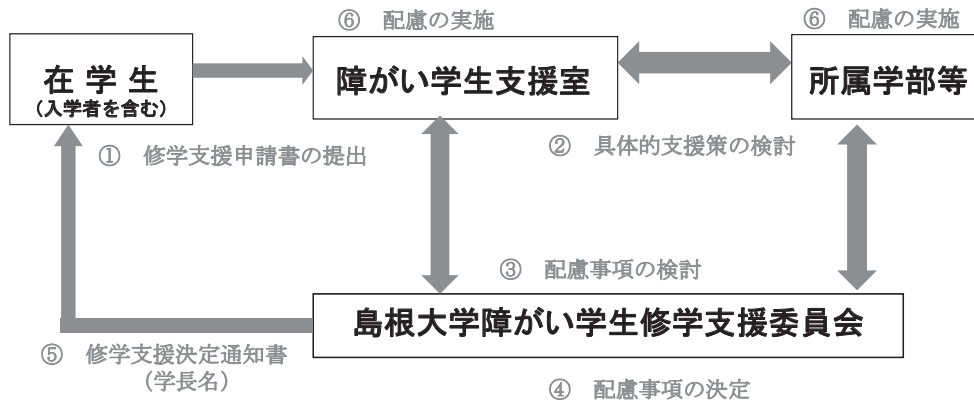 ⑥ 配慮の実施
⑥ 配慮の実施
在学生
(入学者を含む)
障がい学生支援室
所属学部等
① 修学支援申請書の提出
② 具体的支援策の検討
③ 配慮事項の検討
島根大学障がい学生修学支援委員会
⑤ 修学支援決定通知書
(学長名)
④ 配慮事項の決定